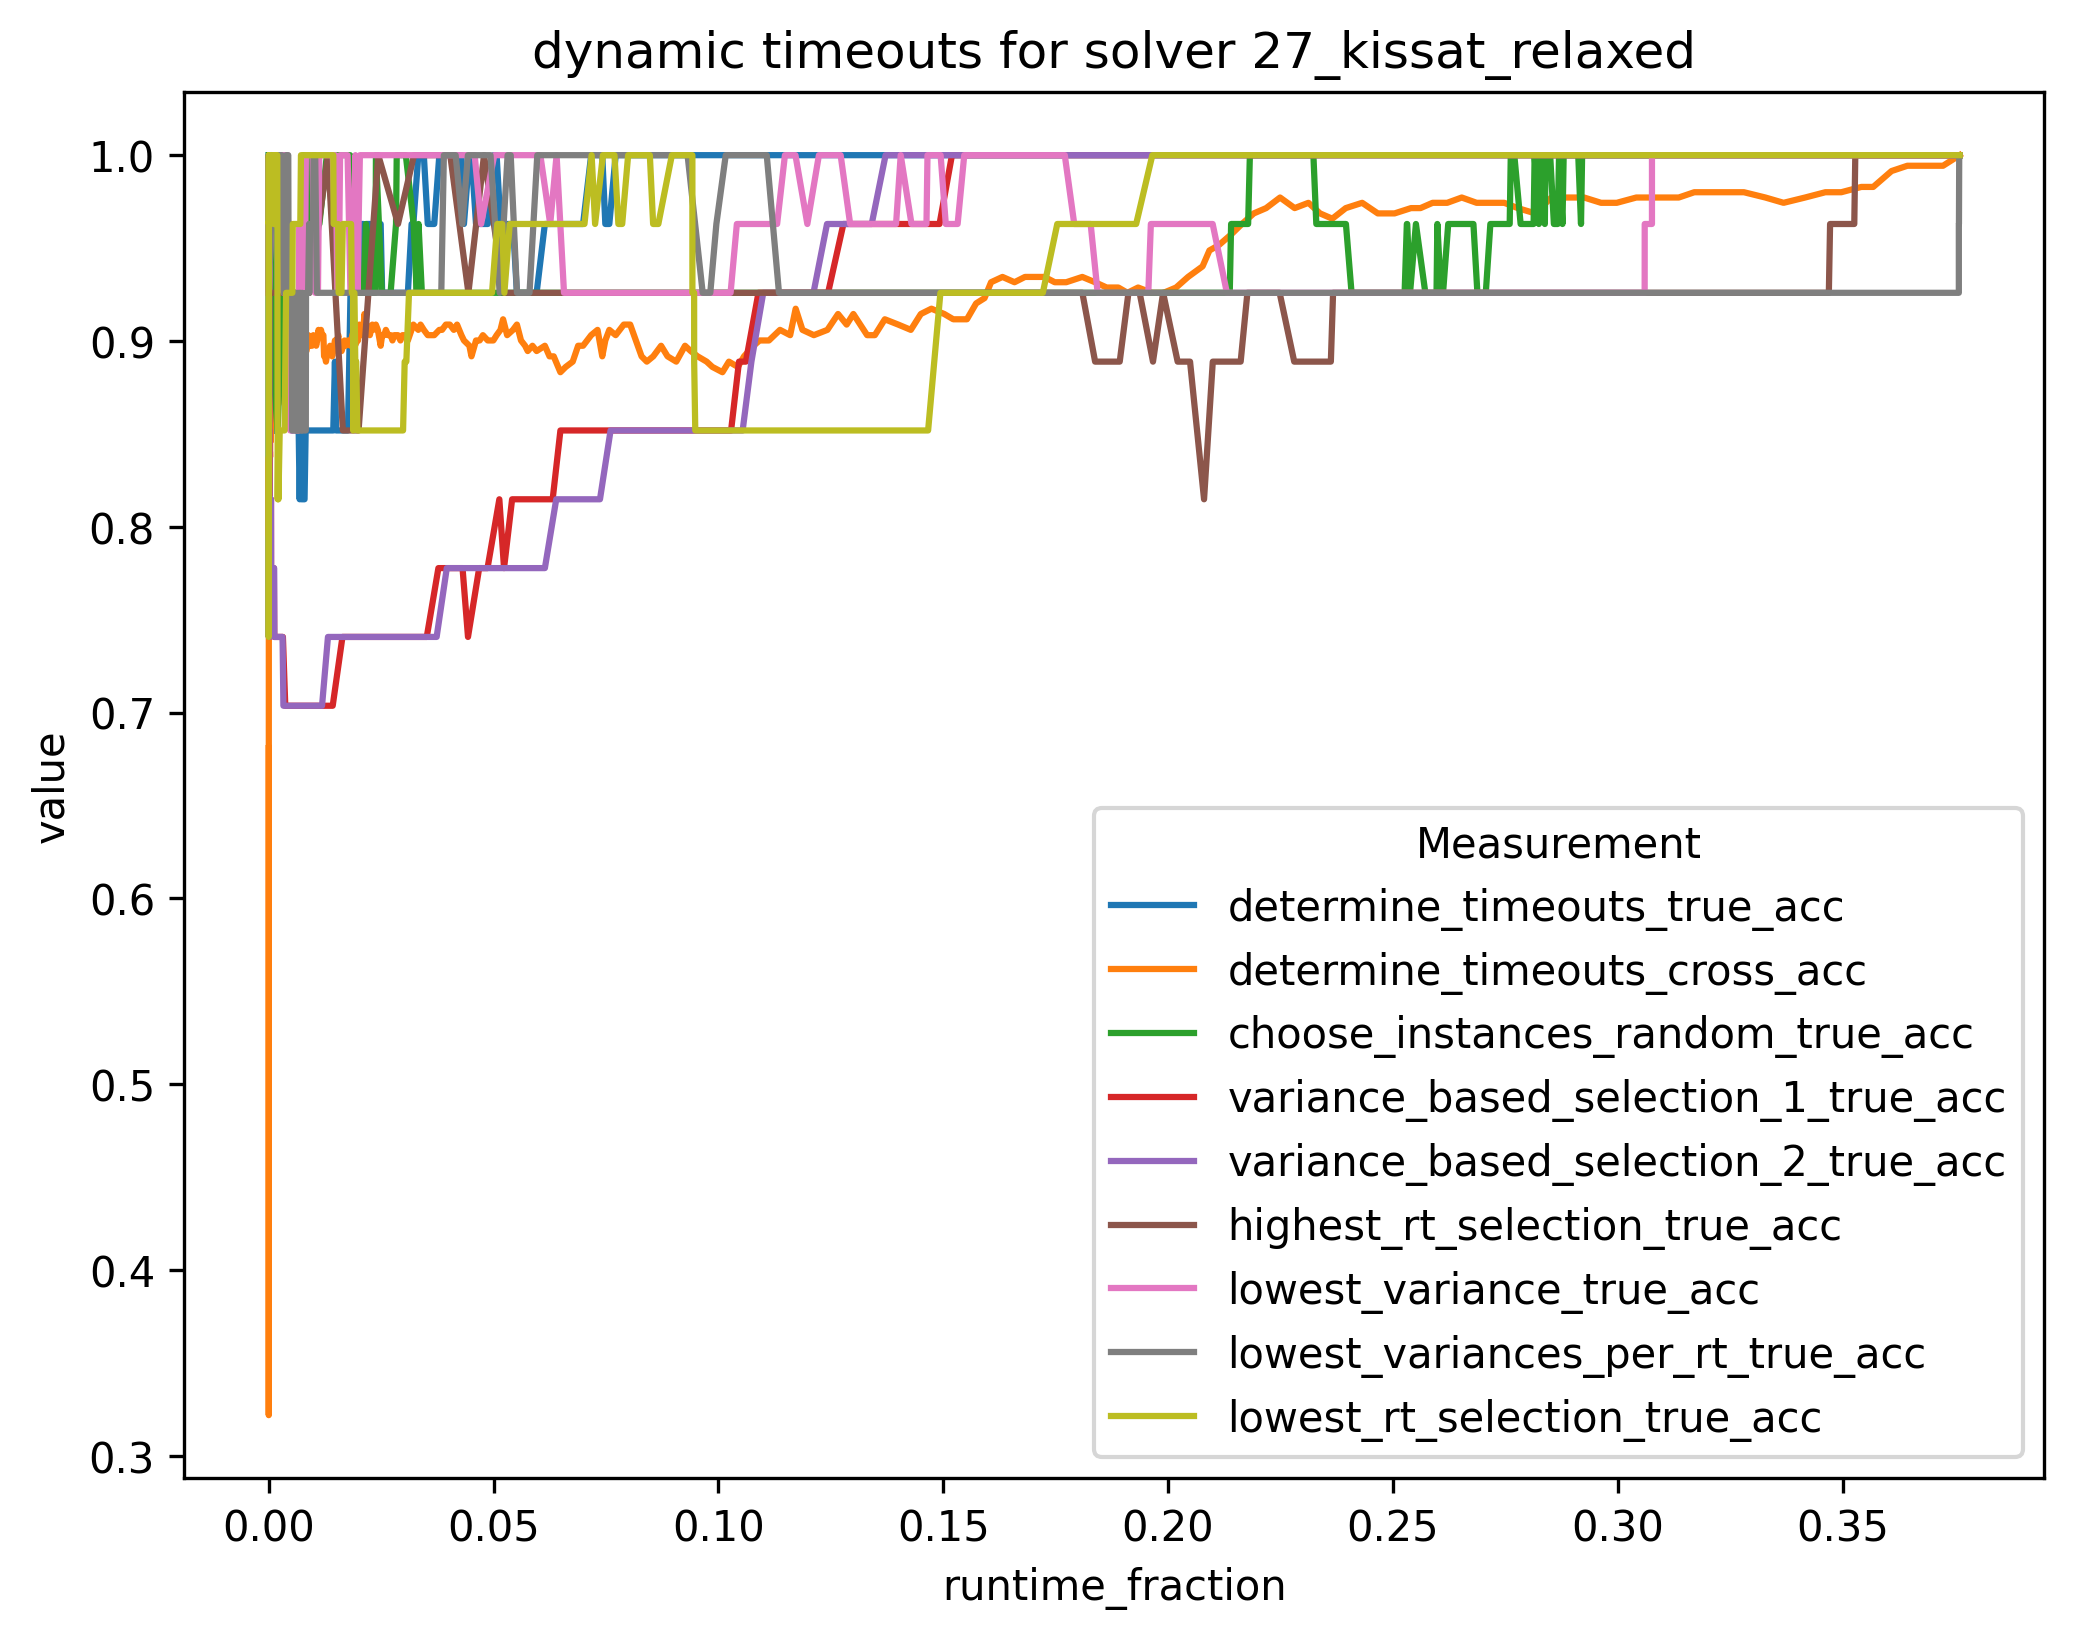 dynamic timeouts for solver 27_kissat_relaxed
1.0
0.9
0.8
0.7
0.6
0.5
0.4
0.3
value
Measurement
determine_timeouts_true_acc
determine_timeouts_cross_acc
choose_instances_random_true_acc
variance_based_selection_1_true_acc
variance_based_selection_2_true_acc
highest_rt_selection_true_acc
lowest_variance_true_acc
lowest_variances_per_rt_true_acc
lowest_rt_selection_true_acc
0.00 0.05 0.10 0.15 0.20 0.25 0.30 0.35
runtime_fraction